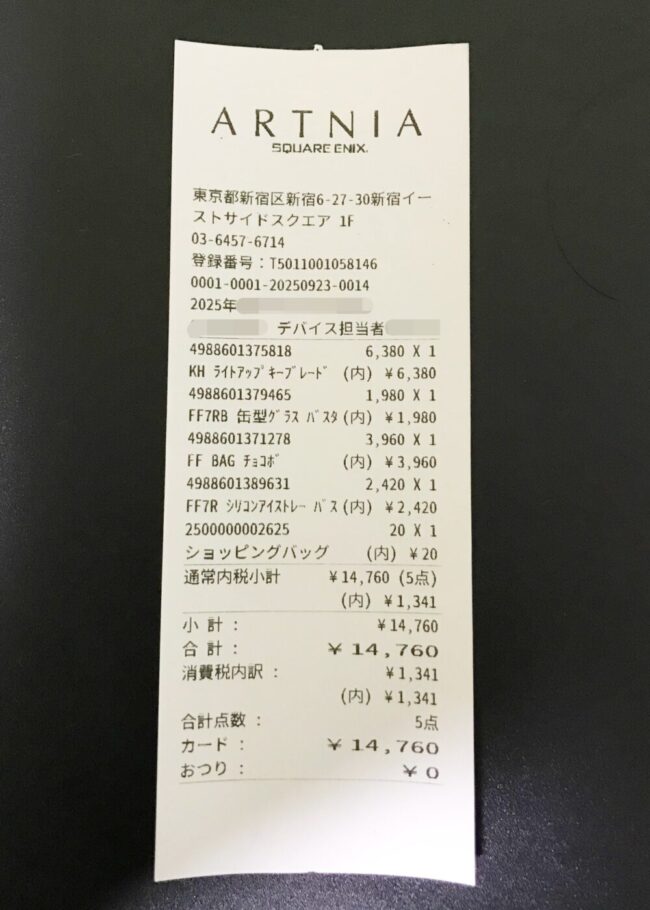 ARTNIA
SQUARE ENIX.
東京都新宿区新宿6-27-30新宿イー
ストサイドスクエア 1F
03-6457-6714
登録番号：T5011001058146
0001-0001-20250923-0014
2025年
デバイス担当者
4988601375818 6,380 X 1
KH ﾗｲﾄｱｯﾌﾟｷｰﾌﾞﾚｰﾄﾞ (内) ¥6,380
4988601379465 1,980 X 1
FF7RB 缶型ｸﾞﾗｽ ﾊﾞｽﾀ (内) ¥1,980
4988601371278 3,960 X 1
FF BAG ﾁｮｺﾎﾞ (内) ¥3,960
4988601389631 2,420 X 1
FF7R ｼﾘｺﾝｱｲｽﾄﾚｰ ﾊﾞｽ (内) ¥2,420
2500000002625 20 X 1
ショッピングバッグ (内) ¥20
通常内税小計 ¥14,760 (5点)
(内) ¥1,341
小 計 : ¥14,760
合 計 : ¥14,760
消費税内訳 : ¥1,341
(内) ¥1,341
合計点数 : 5点
カード : ¥14,760
おつり : ¥0